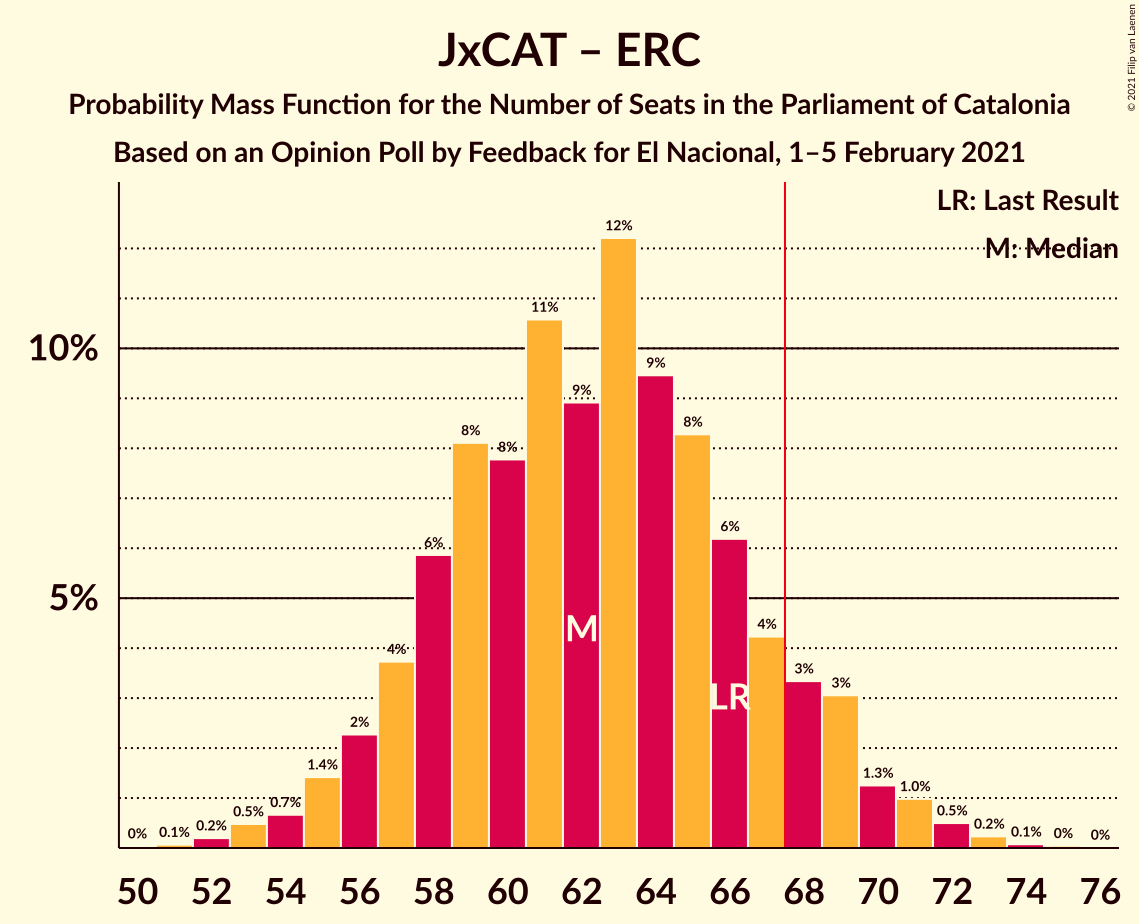 JxCAT – ERC
Probability Mass Function for the Number of Seats in the Parliament of Catalonia
Based on an Opinion Poll by Feedback for El Nacional, 1–5 February 2021
© 2021 Filip van Laenen
LR: Last Result
M: Median
10%
5%
0% 0.1% 0.2% 0.5% 0.7% 1.4% 2% 4% 6% 8% 8% 11% 9% 12% 9% 8% 6% 4% 3% 3% 1.3% 1.0% 0.5% 0.2% 0.1% 0% 0%
M
LR
50 52 54 56 58 60 62 64 66 68 70 72 74 76